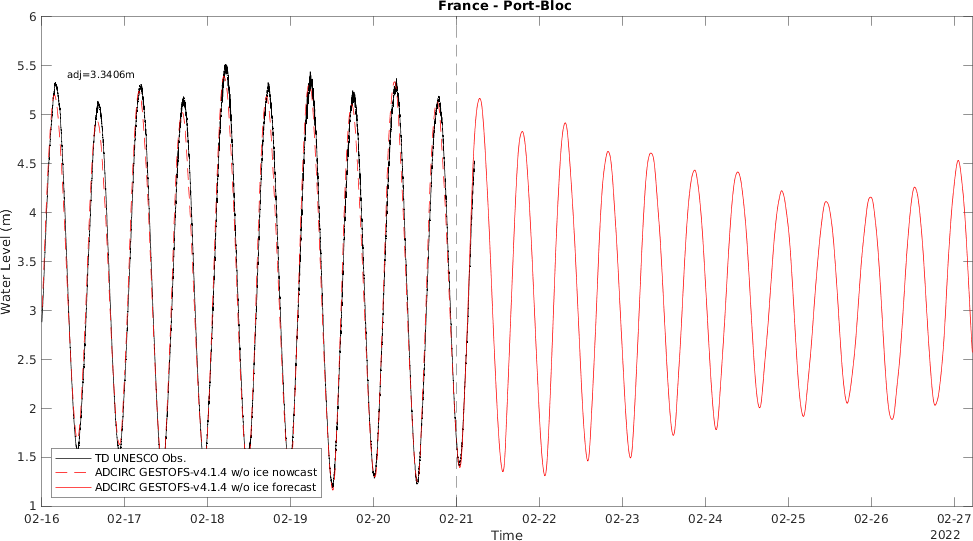 France - Port-Bloc
adj=3.3406m
Water Level (m)
6
5.5
5
4.5
4
3.5
3
2.5
2
1.5
1
TD UNESCO Obs.
ADCIRC GESTOFS-v4.1.4 w/o ice nowcast
ADCIRC GESTOFS-v4.1.4 w/o ice forecast
02-16 02-17 02-18 02-19 02-20 02-21 02-22 02-23 02-24 02-25 02-26 02-27
Time
2022